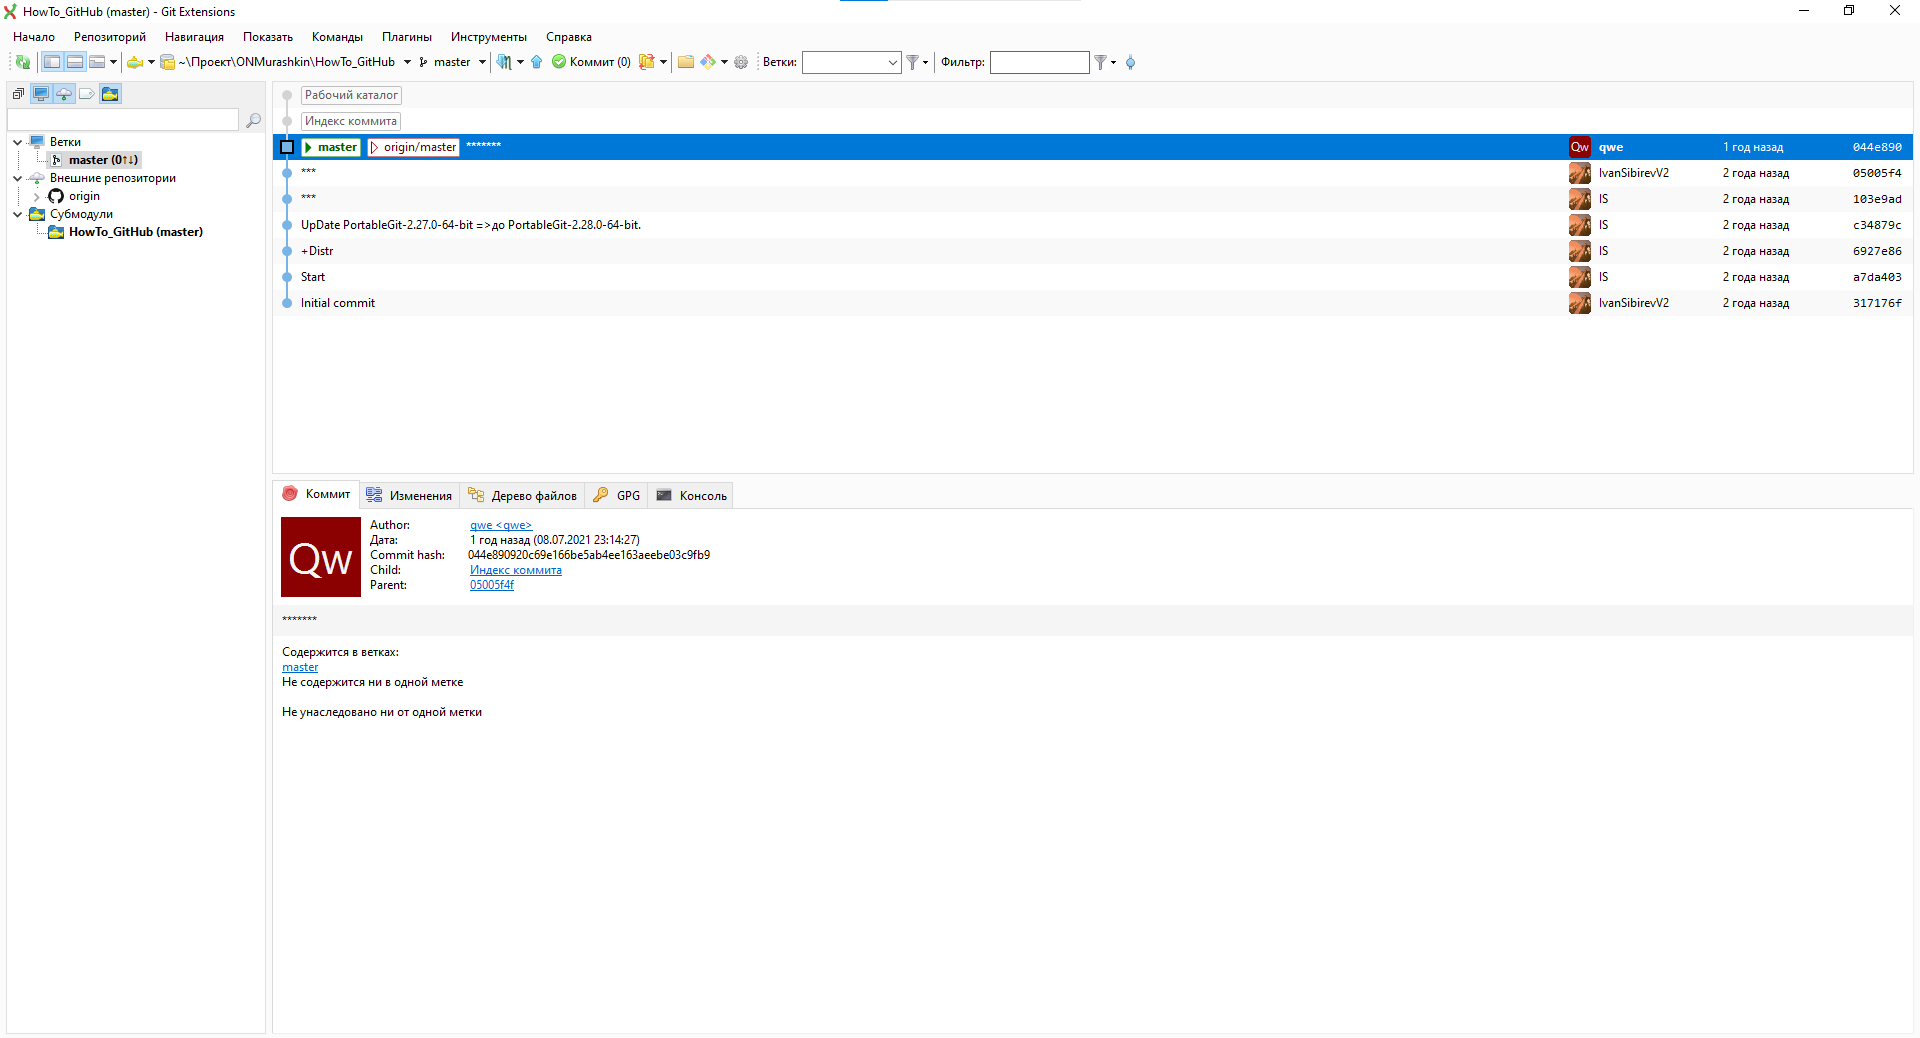 HowTo_GitHub (master) - Git Extensions
Начало Репозиторий Навигация Показать Команды Плагины Инструменты Справка
~\Проект\ONMurashkin\HowTo_GitHub master Коммит (0) Ветки: Фильтр:
Ветки
master (0↑↓)
Внешние репозитории
origin
Субмодули
HowTo_GitHub (master)
Рабочий каталог
Индекс коммита
master origin/master ******* Qw qwe 1 год назад 044e890
*** IvanSibirevV2 2 года назад 05005f4
*** IS 2 года назад 103e9ad
UpDate PortableGit-2.27.0-64-bit =>до PortableGit-2.28.0-64-bit. IS 2 года назад c34879c
+Distr IS 2 года назад 6927e86
Start IS 2 года назад a7da403
Initial commit IvanSibirevV2 2 года назад 317176f
Коммит Изменения Дерево файлов GPG Консоль
Qw
Author: qwe <qwe>
Дата: 1 год назад (08.07.2021 23:14:27)
Commit hash: 044e890920c69e166be5ab4ee163aeebe03c9fb9
Child: Индекс коммита
Parent: 05005f4f
*******
Содержится в ветках:
master
Не содержится ни в одной метке
Не унаследовано ни от одной метки